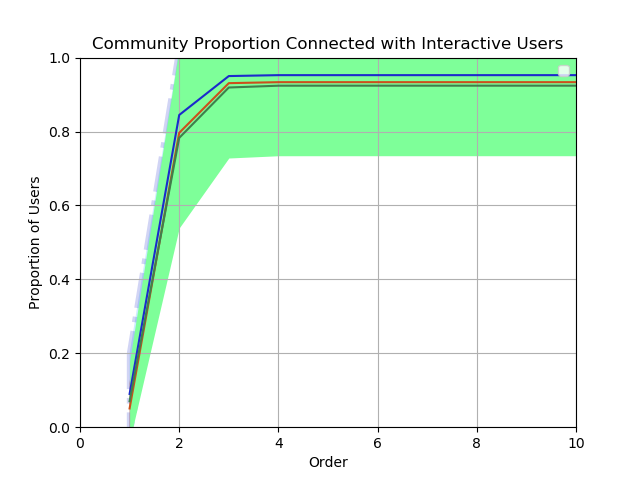 Community Proportion Connected with Interactive Users
1.0
0.8
0.6
0.4
0.2
0.0
Proportion of Users
0 2 4 6 8 10
Order